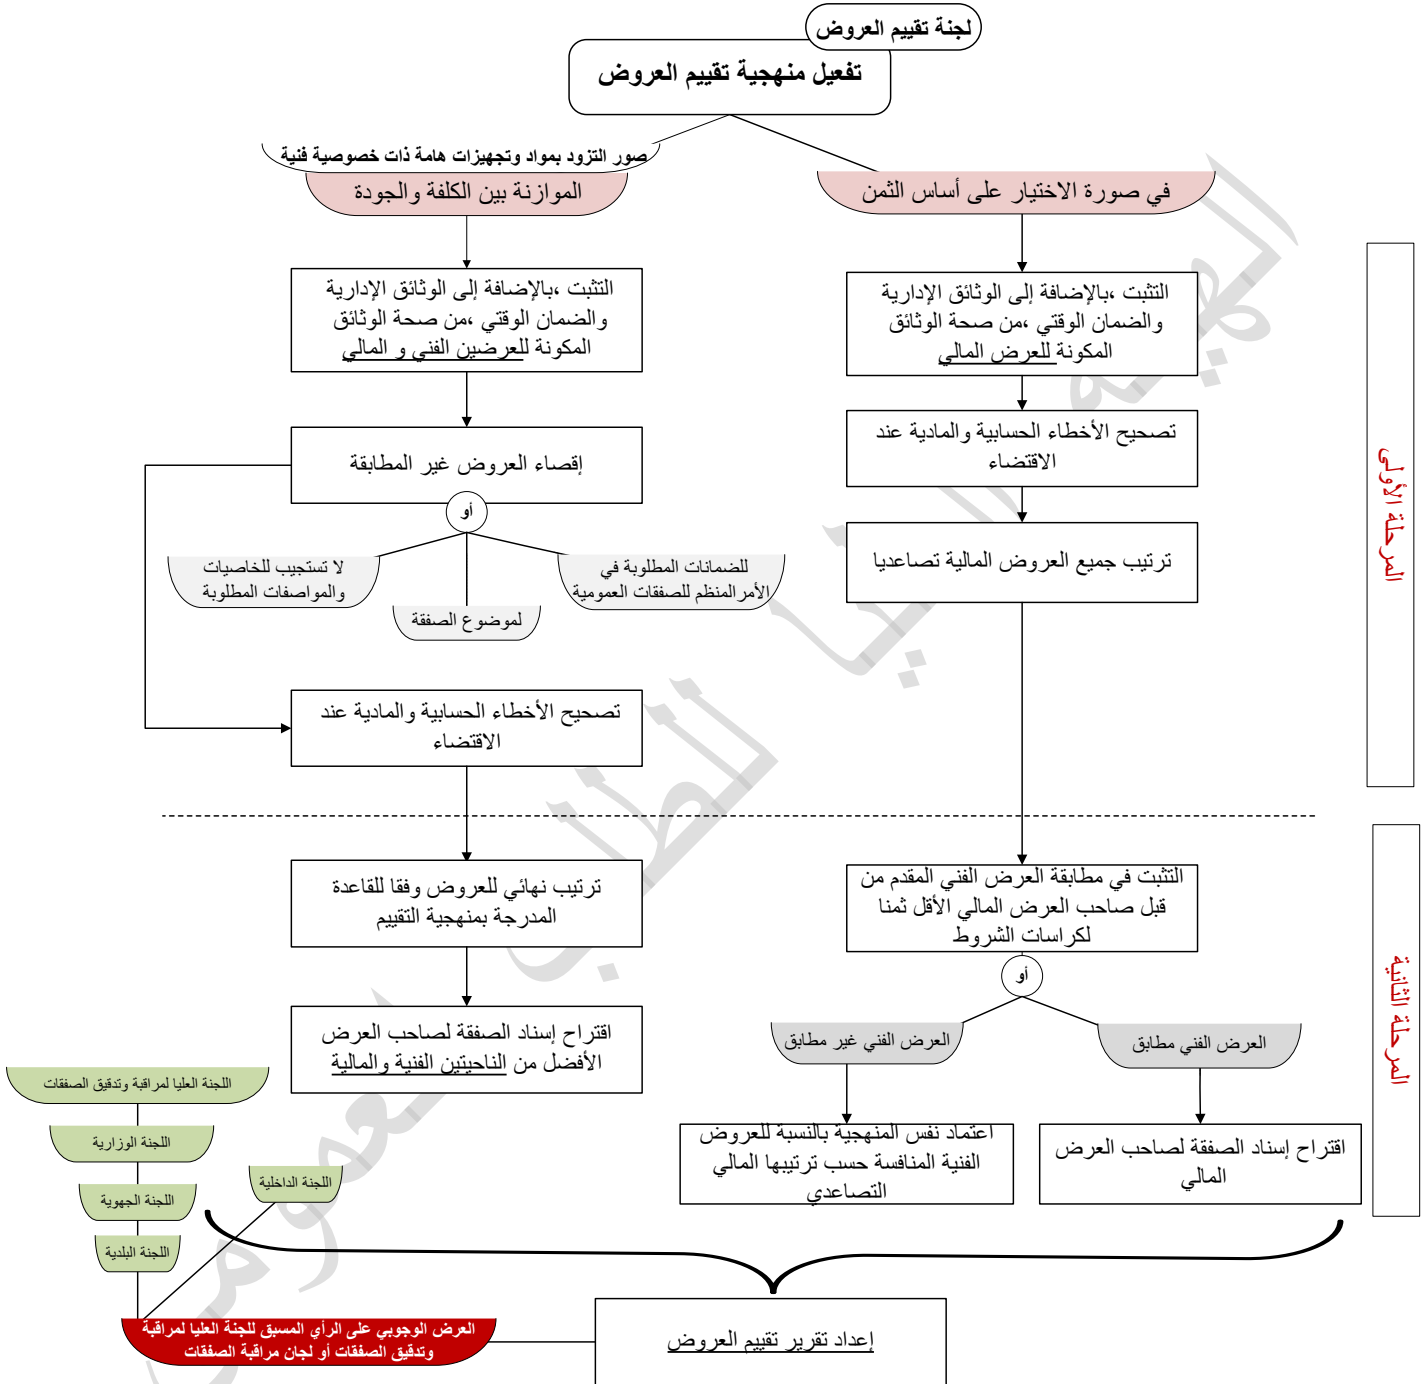 لجنة تقييم العروض
تفعيل منهجية تقييم العروض
صور التزود بمواد وتجهيزات هامة ذات خصوصية فنية
في صورة الاختيار على أساس الثمن
التثبت ،بالإضافة إلى الوثائق الإدارية
والضمان الوقتي ،من صحة الوثائق
المكونة للعرض المالي
تصحيح الأخطاء الحسابية والمادية عند
الاقتضاء
ترتيب جميع العروض المالية تصاعديا
الموازنة بين الكلفة والجودة
التثبت ،بالإضافة إلى الوثائق الإدارية
والضمان الوقتي ،من صحة الوثائق
المكونة للعرضين الفني و المالي
إقصاء العروض غير المطابقة
أو
للضمانات المطلوبة في
الأمر المنظم للصفقات العمومية
لموضوع الصفقة
لا تستجيب للخاصيات
والمواصفات المطلوبة
تصحيح الأخطاء الحسابية والمادية عند
الاقتضاء
المرحلة الأولى
المرحلة الثانية
التثبت في مطابقة العرض الفني المقدم من
قبل صاحب العرض المالي الأقل ثمنا
لكراسات الشروط
أو
العرض الفني مطابق
العرض الفني غير مطابق
اقتراح إسناد الصفقة لصاحب العرض
المالي
اعتماد نفس المنهجية بالنسبة للعروض
الفنية المنافسة حسب ترتيبها المالي
التصاعدي
ترتيب نهائي للعروض وفقا للقاعدة
المدرجة بمنهجية التقييم
اقتراح إسناد الصفقة لصاحب العرض
الأفضل من الناحيتين الفنية والمالية
اللجنة العليا لمراقبة وتدقيق الصفقات
اللجنة الوزارية
اللجنة الداخلية
اللجنة الجهوية
اللجنة البلدية
إعداد تقرير تقييم العروض
العرض الوجوبي على الرأي المسبق للجنة العليا لمراقبة
وتدقيق الصفقات أو لجان مراقبة الصفقات